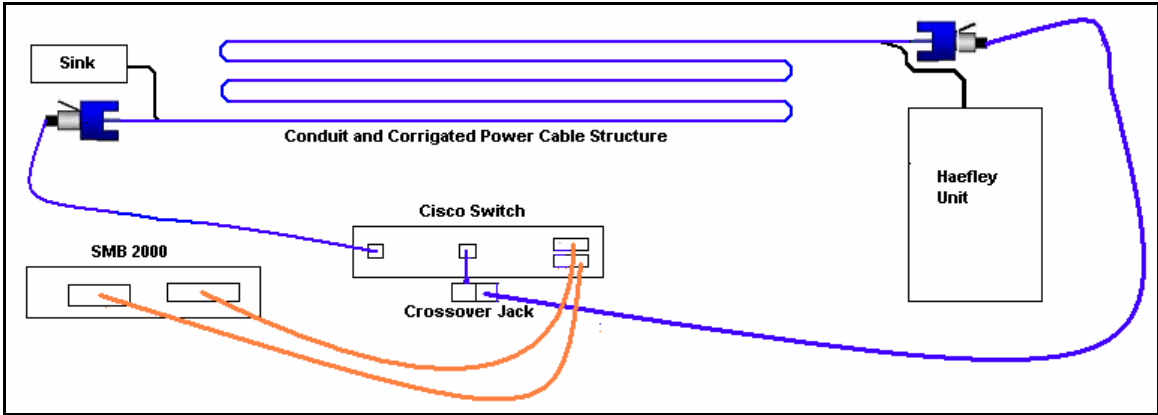 Sink
Conduit and Corrigated Power Cable Structure
Haefley
Unit
Cisco Switch
SMB 2000
Crossover Jack